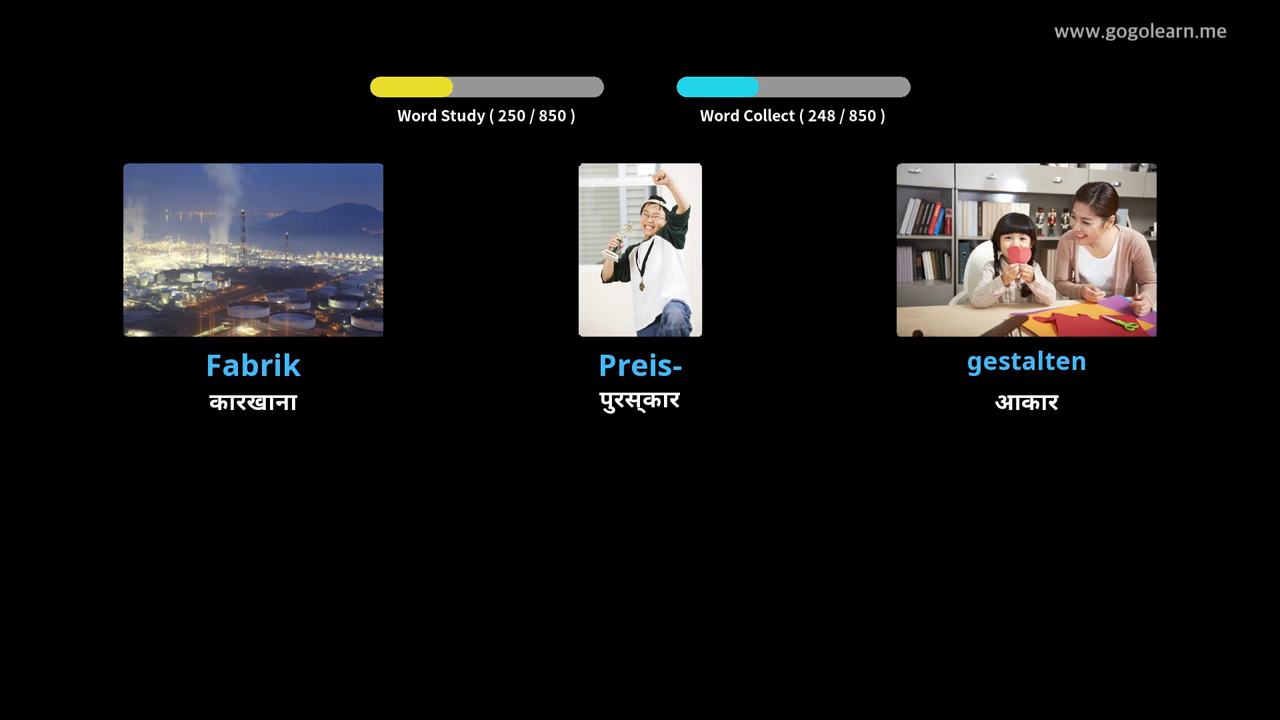 www.gogolearn.me
Word Study ( 250 / 850 )
Word Collect ( 248 / 850 )
Fabrik
Preis-
gestalten
कारखाना
पुरस्कार
आकार